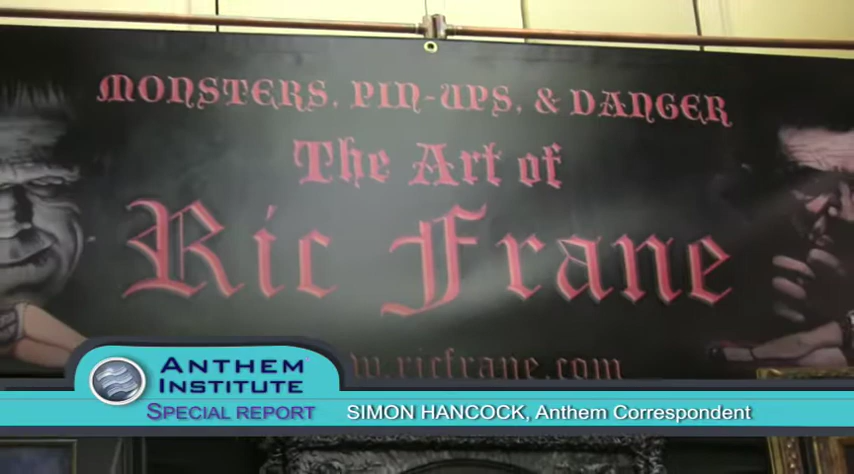 MONSTERS, PIN-UPS, & DANGER
The Art of
Ric Frane
w.ricfrane.com
ANTHEM
INSTITUTE
SPECIAL REPORT
SIMON HANCOCK, Anthem Correspondent